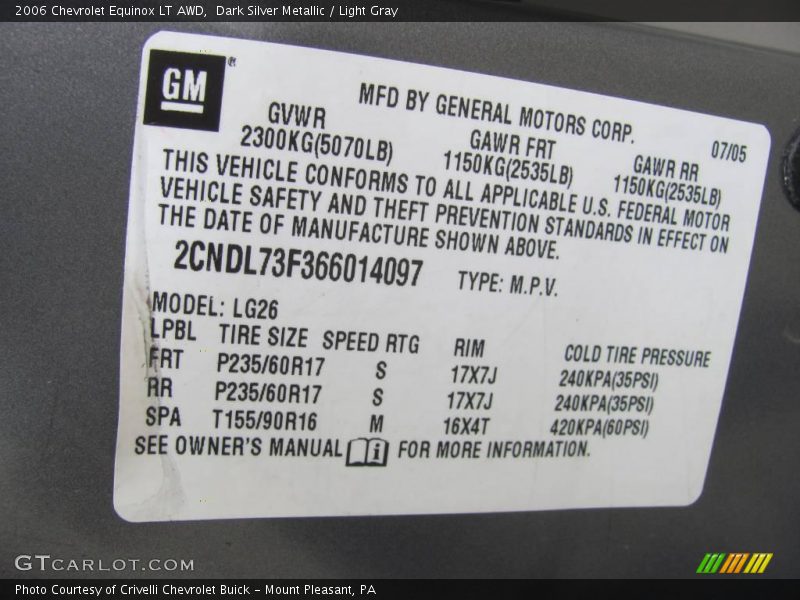 2006 Chevrolet Equinox LT AWD,  Dark Silver Metallic / Light Gray
GM®
MFD BY GENERAL MOTORS CORP.
07/05
GVWR GAWR FRT GAWR RR
2300KG(5070LB) 1150KG(2535LB) 1150KG(2535LB)
THIS VEHICLE CONFORMS TO ALL APPLICABLE U.S. FEDERAL MOTOR
VEHICLE SAFETY AND THEFT PREVENTION STANDARDS IN EFFECT ON
THE DATE OF MANUFACTURE SHOWN ABOVE.
2CNDL73F366014097 TYPE: M.P.V.
MODEL: LG26
LPBL TIRE SIZE SPEED RTG RIM COLD TIRE PRESSURE
FRT P235/60R17 S 17X7J 240KPA(35PSI)
RR P235/60R17 S 17X7J 240KPA(35PSI)
SPA T155/90R16 M 16X4T 420KPA(60PSI)
SEE OWNER'S MANUAL i FOR MORE INFORMATION.
GTCARLOT.COM
Photo Courtesy of Crivelli Chevrolet Buick - Mount Pleasant, PA